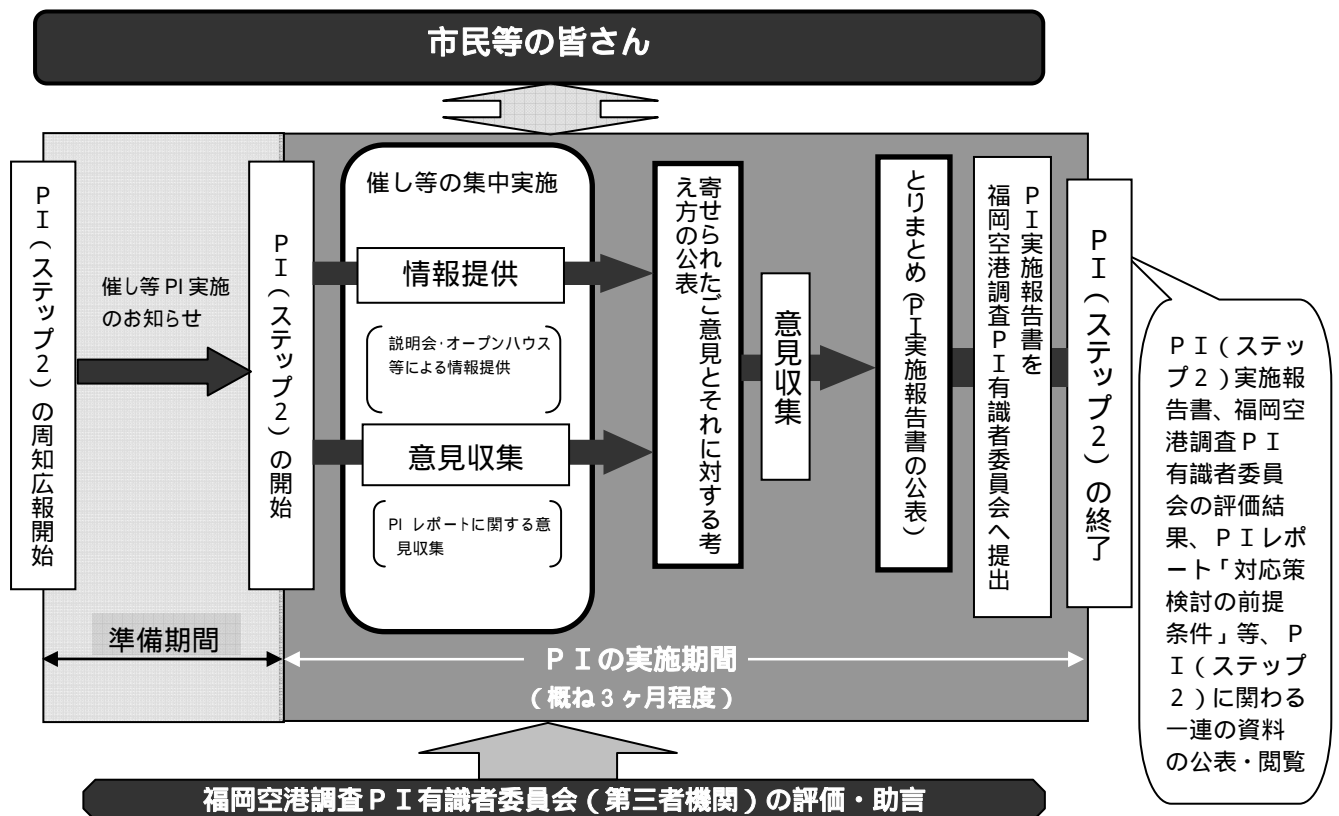 市民等の皆さん
PI(ステップ2)の周知広報開始
催し等 PI 実施
のお知らせ
PI(ステップ2)の開始
催し等の集中実施
情報提供
説明会・オープンハウス
等による情報提供
意見収集
PI レポートに関する意
見収集
寄せられたご意見とそれに対する考
え方の公表
意見収集
とりまとめ(PI実施報告書の公表)
PI実施報告書を
福岡空港調査PI有識者委員会へ提出
PI(ステップ2)の終了
PI(ステッ
プ2)実施報
告書、福岡空
港調査PI
有識者委員
会の評価結
果、PIレポ
ート「対応策
検討の前提
条件」等、P
I(ステップ
2)に関わる
一連の資料
の公表・閲覧
準備期間
PIの実施期間
(概ね3ヶ月程度)
福岡空港調査PI有識者委員会(第三者機関)の評価・助言